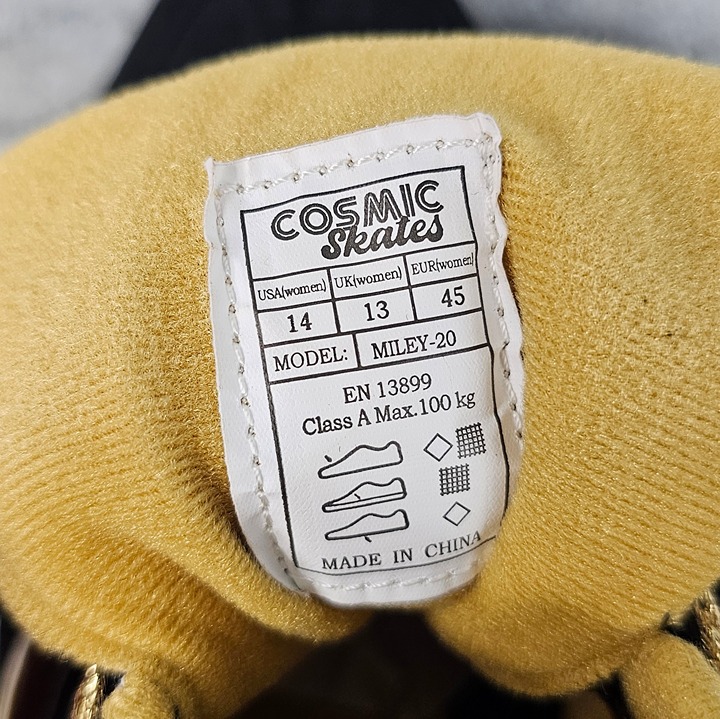 COSMIC
Skates
USA(women) UK(women) EUR(women)
14 13 45
MODEL: MILEY-20
EN 13899
Class A Max.100 kg
MADE IN CHINA